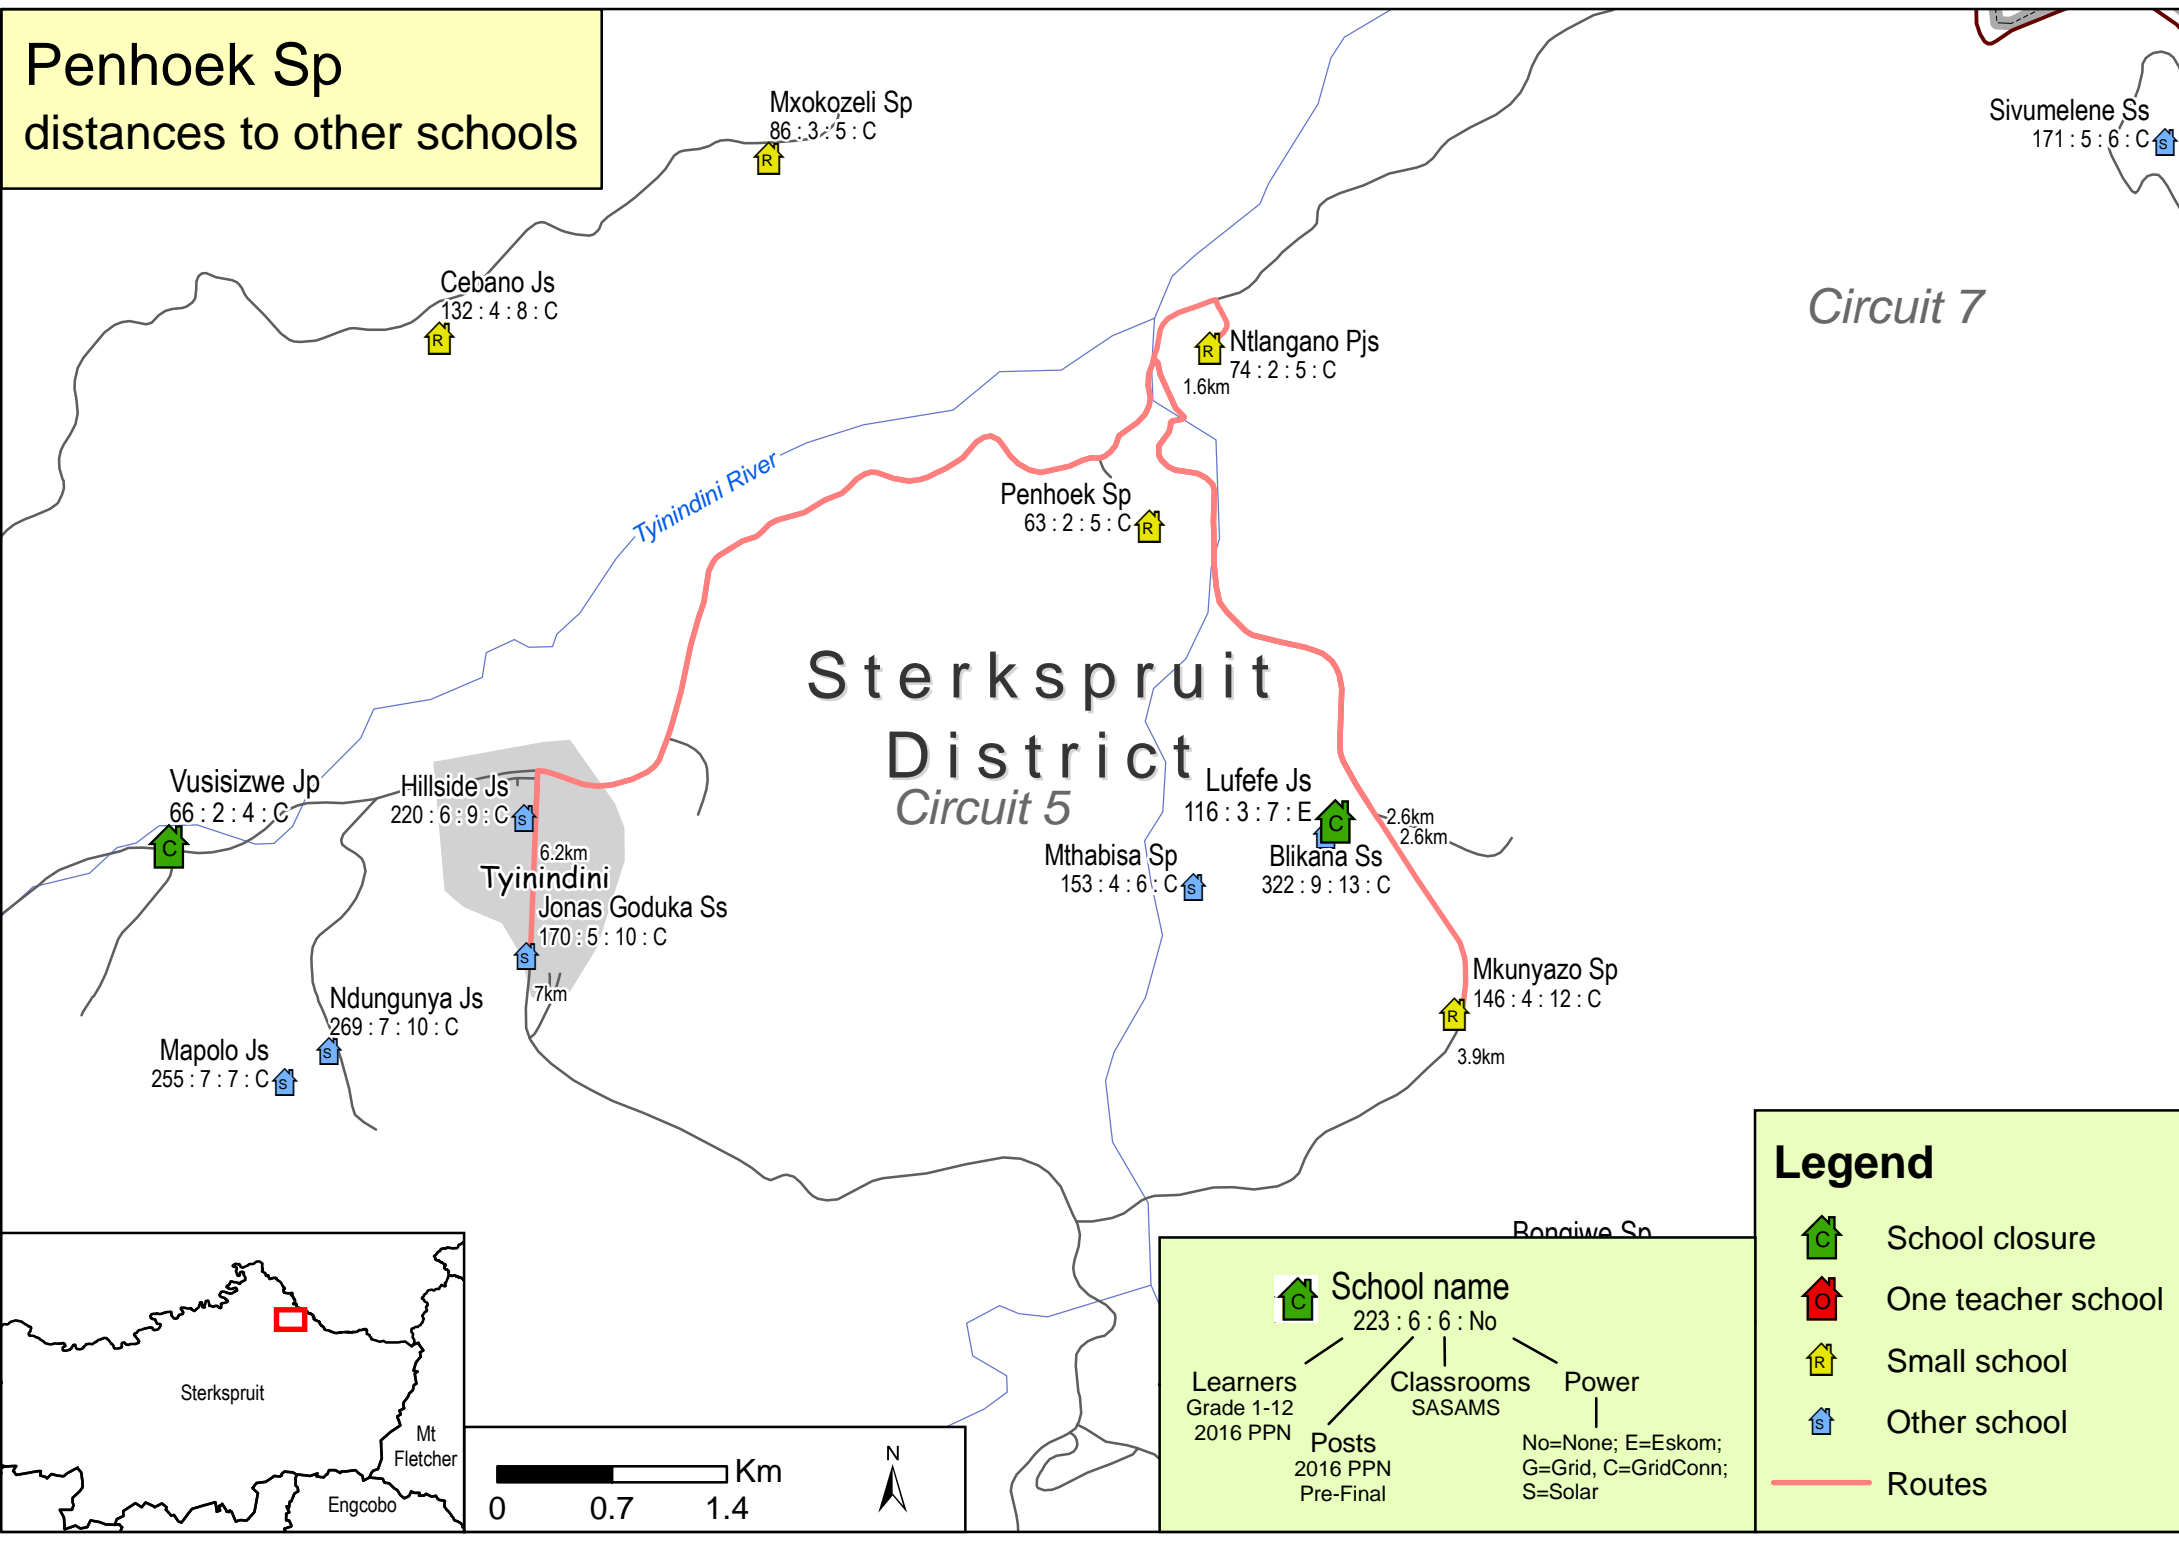 Penhoek Sp
distances to other schools
Mxokozeli Sp
86 : 3 : 5 : C
R
Sivumelene Ss
171 : 5 : 6 : C
S
Cebano Js
132 : 4 : 8 : C
R
Circuit 7
Ntlangano Pjs
74 : 2 : 5 : C
R
1.6km
Tyinindini River
Penhoek Sp
63 : 2 : 5 : C
R
Sterkspruit
District
Circuit 5
Vusisizwe Jp
66 : 2 : 4 : C
C
Hillside Js
220 : 6 : 9 : C
S
6.2km
Tyinindini
Jonas Goduka Ss
170 : 5 : 10 : C
S
7km
Lufefe Js
116 : 3 : 7 : E
C
2.6km
2.6km
Mthabisa Sp
153 : 4 : 6 : C
S
Blikana Ss
322 : 9 : 13 : C
Ndungunya Js
269 : 7 : 10 : C
S
Mapolo Js
255 : 7 : 7 : C
S
Mkunyazo Sp
146 : 4 : 12 : C
R
3.9km
Bongiwe Sp
Sterkspruit
Mt
Fletcher
Engcobo
Km
0 0.7 1.4
N
C
School name
223 : 6 : 6 : No
Learners
Grade 1-12
2016 PPN
Posts
2016 PPN
Pre-Final
Classrooms
SASAMS
Power
No=None; E=Eskom;
G=Grid, C=GridConn;
S=Solar
Legend
C School closure
O One teacher school
R Small school
S Other school
Routes